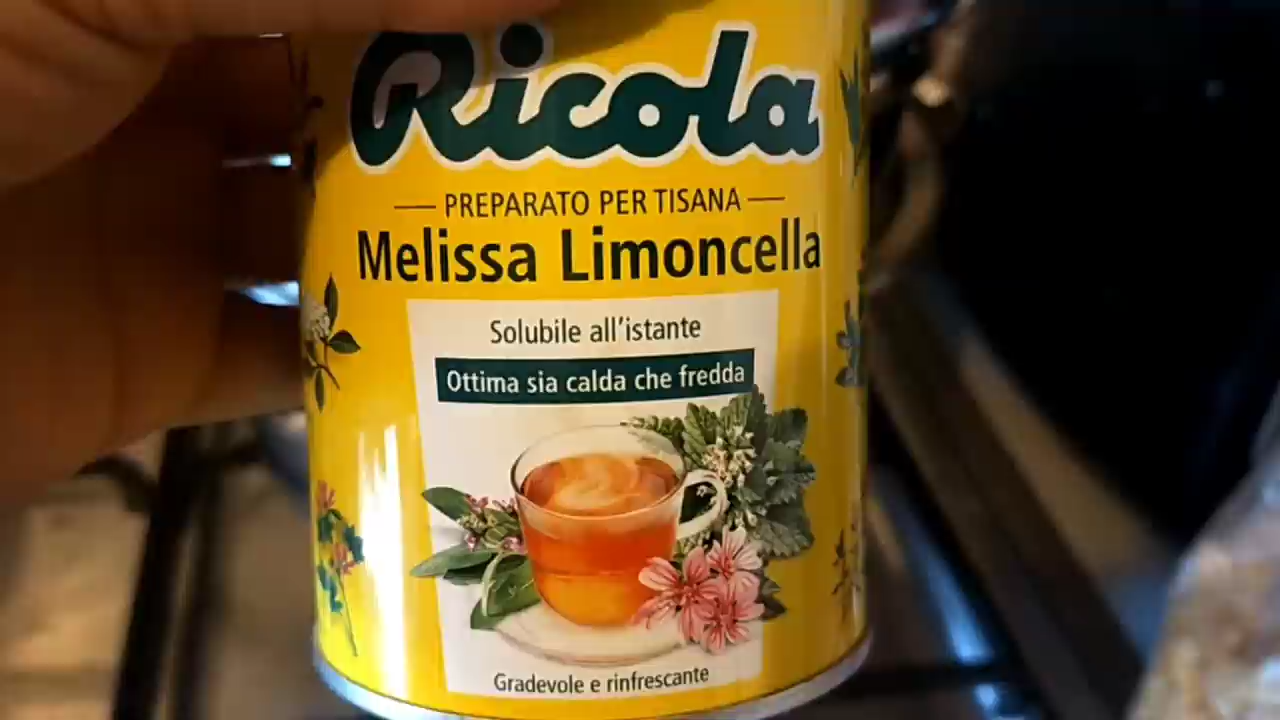 Ricola
PREPARATO PER TISANA
Melissa Limoncella
Solubile all'istante
Ottima sia calda che fredda
Gradevole e rinfrescante